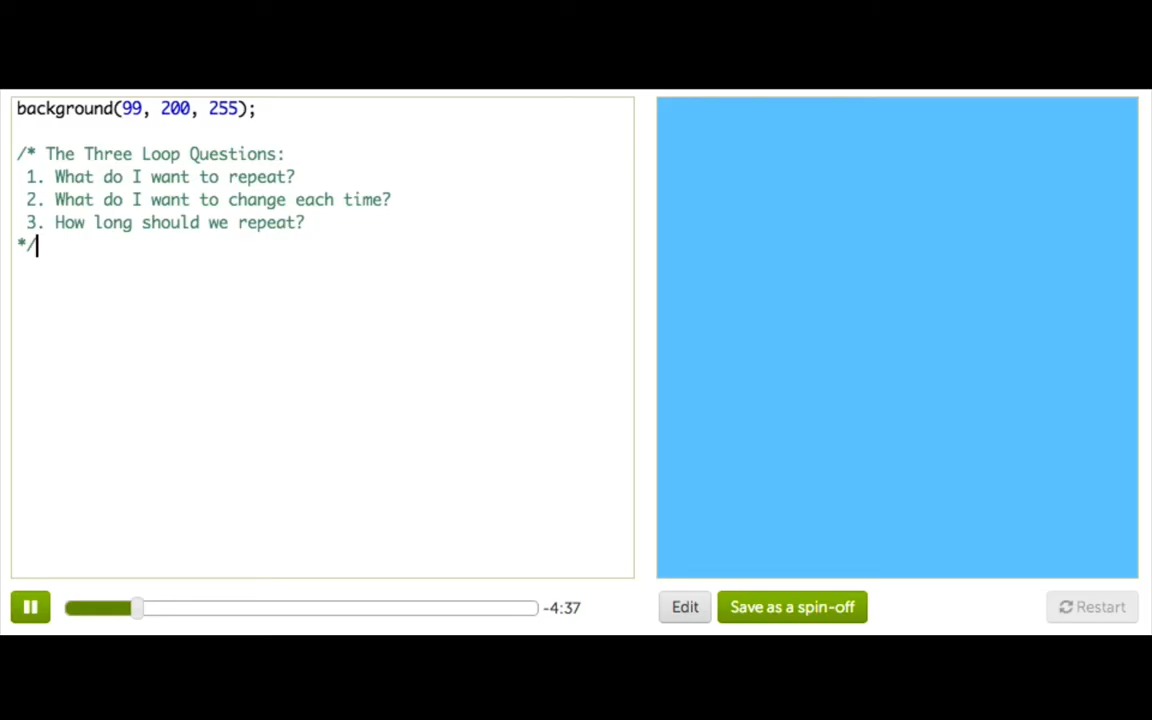 background(99, 200, 255);
/* The Three Loop Questions:
1. What do I want to repeat?
2. What do I want to change each time?
3. How long should we repeat?
*/
-4:37
Edit
Save as a spin-off
Restart